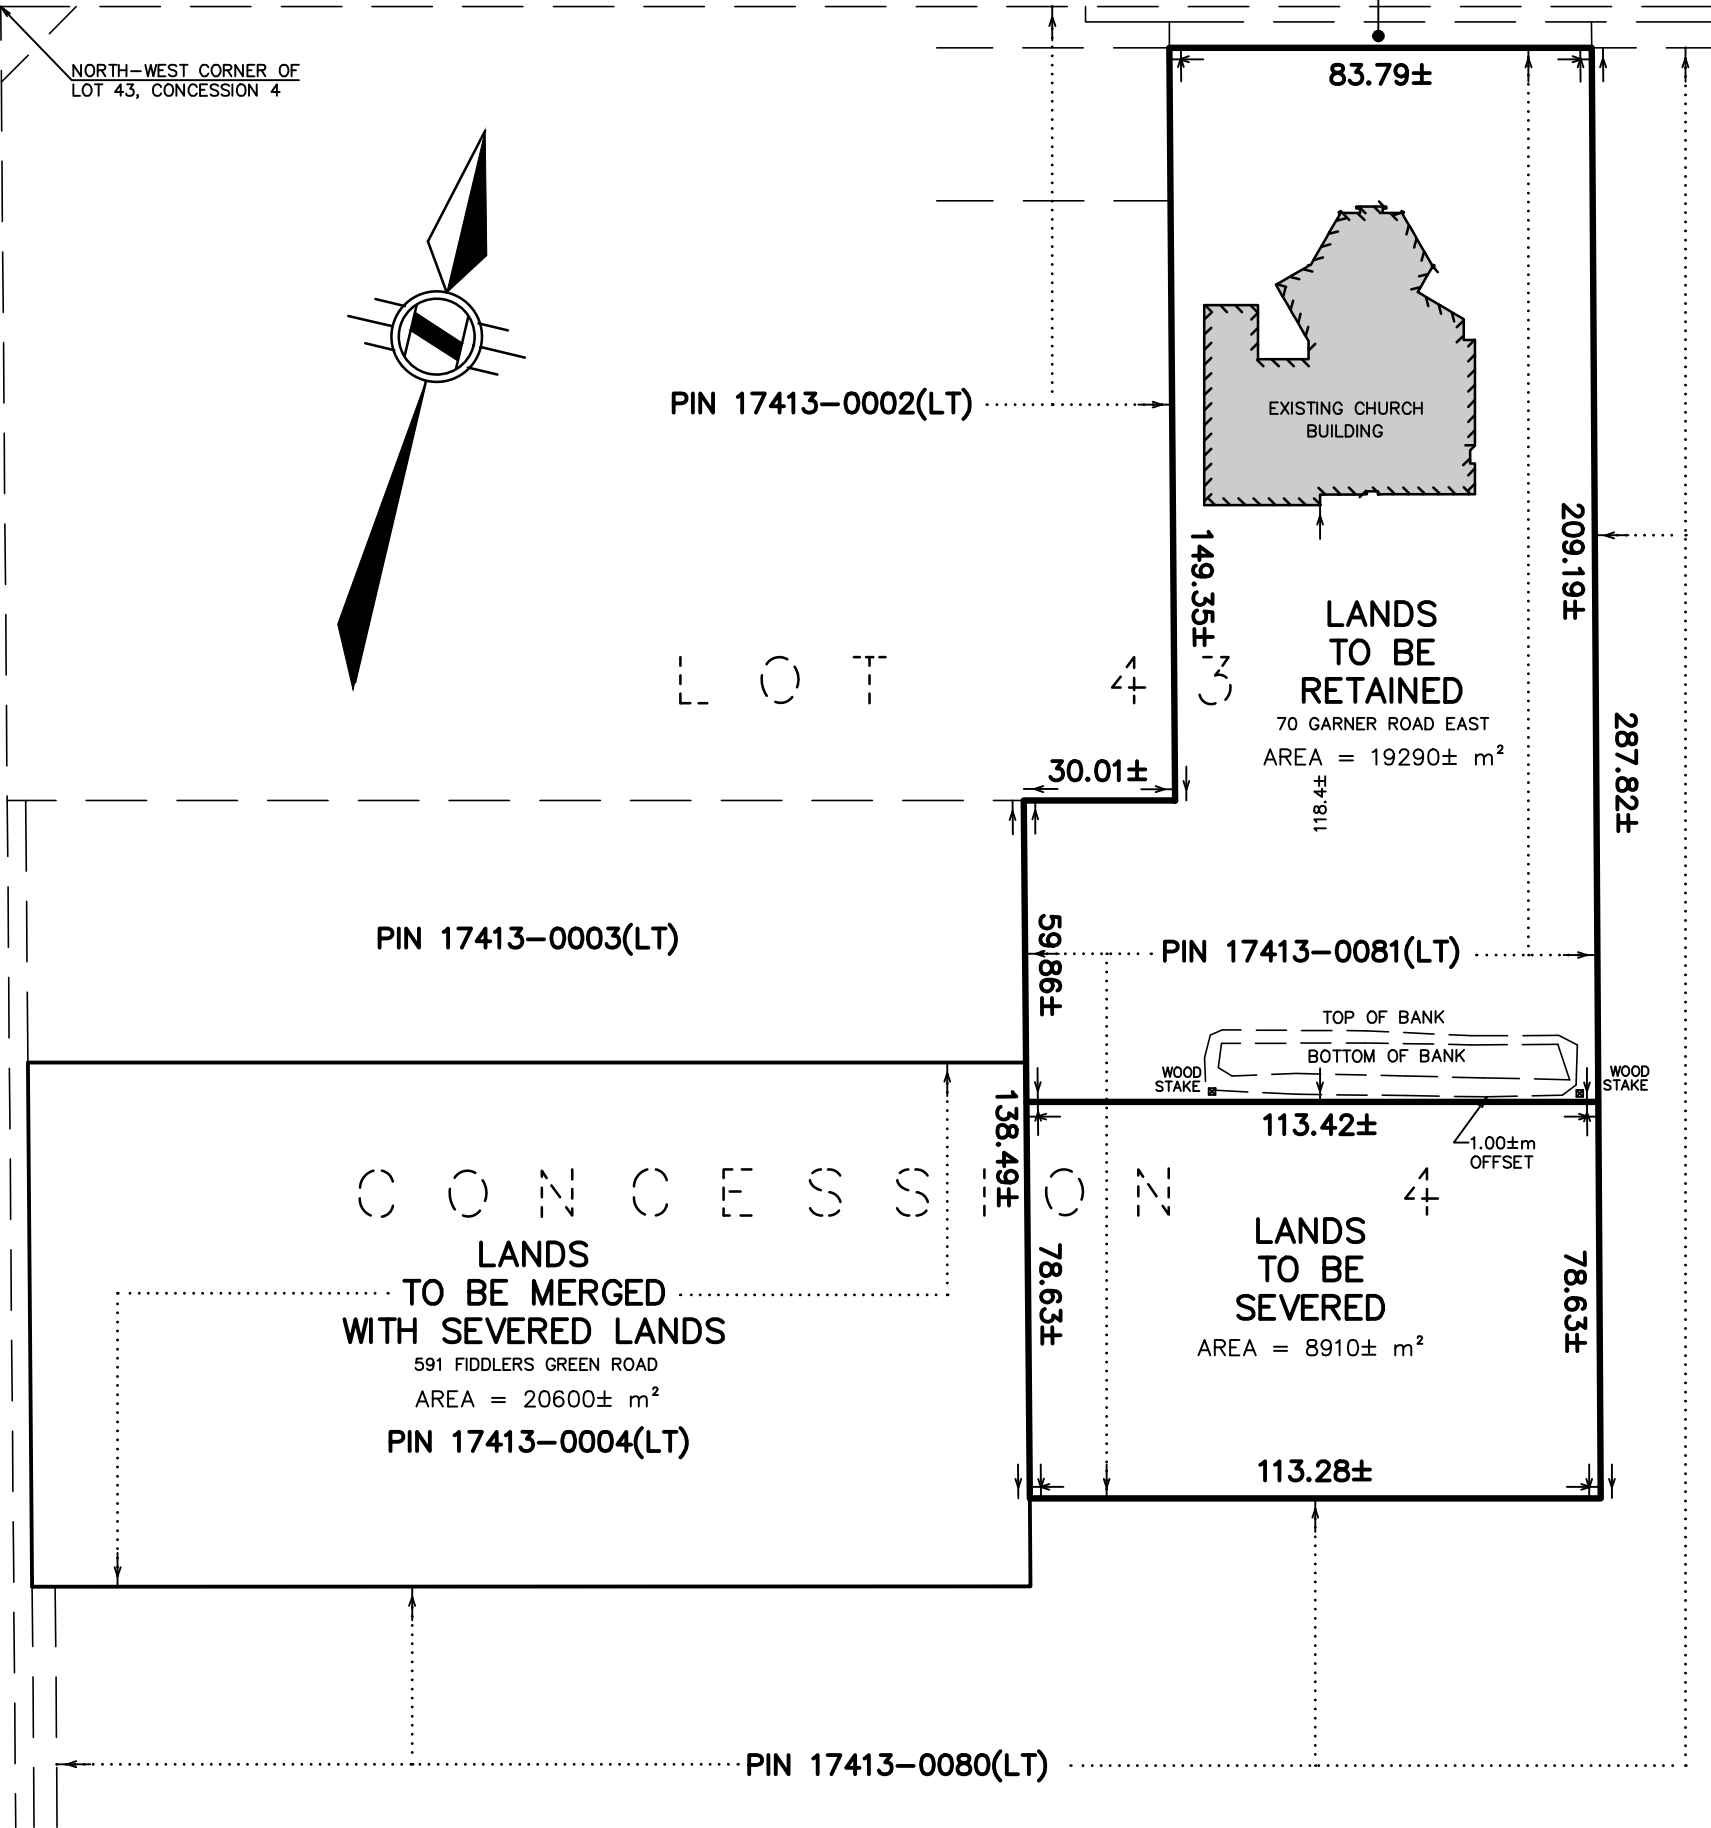 NORTH-WEST CORNER OF
LOT 43, CONCESSION 4
83.79±
PIN 17413-0002(LT)
EXISTING CHURCH
BUILDING
149.35±
209.19±
LANDS
TO BE
RETAINED
70 GARNER ROAD EAST
AREA = 19290± m²
118.4±
LOT 43
287.82±
30.01±
PIN 17413-0003(LT)
59.86±
PIN 17413-0081(LT)
TOP OF BANK
BOTTOM OF BANK
WOOD
STAKE
WOOD
STAKE
138.49±
113.42±
1.00±m
OFFSET
CONCESSION 4
LANDS
TO BE MERGED
WITH SEVERED LANDS
591 FIDDLERS GREEN ROAD
AREA = 20600± m²
PIN 17413-0004(LT)
78.63±
LANDS
TO BE
SEVERED
AREA = 8910± m²
78.63±
113.28±
PIN 17413-0080(LT)